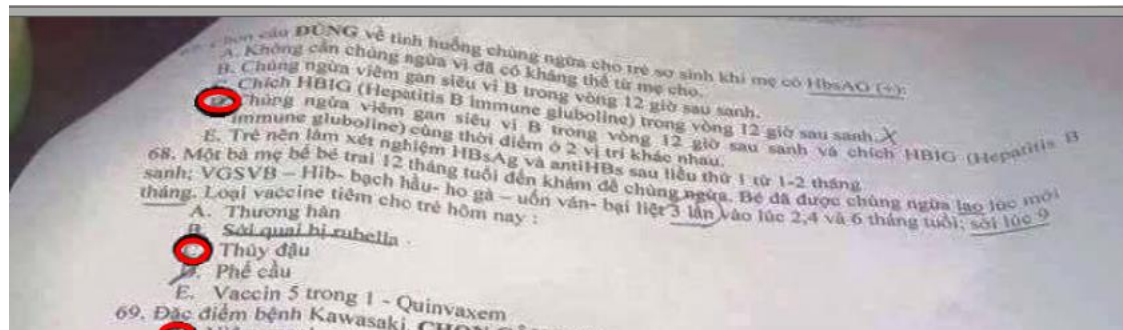 chọn câu ĐÚNG về tình huống chủng ngừa cho trẻ sơ sinh khi mẹ có HbsAG (+):
A. Không cần chủng ngừa vì đã có kháng thể từ mẹ cho.
B. Chủng ngừa viêm gan siêu vi B trong vòng 12 giờ sau sanh.
C. Chích HBIG (Hepatitis B immune gluboline) trong vòng 12 giờ sau sanh. X
Chủng ngừa viêm gan siêu vi B trong vòng 12 giờ sau sanh và chích HBIG (Hepatitis B
immune gluboline) cùng thời điểm ở 2 vị trí khác nhau.
E. Trẻ nên làm xét nghiệm HBsAg và antiHBs sau liều thứ 1 từ 1-2 tháng
68. Một bà mẹ bế bé trai 12 tháng tuổi đến khám để chủng ngừa. Bé đã được chủng ngừa lao lúc mới
sanh; VGSVB – Hib- bạch hầu- ho gà – uốn ván- bại liệt 3 lần vào lúc 2,4 và 6 tháng tuổi; sởi lúc 9
tháng. Loại vaccine tiêm cho trẻ hôm nay :
A. Thương hàn
B. Sởi quai bị rubella .
Thủy đậu
D. Phế cầu
E. Vaccin 5 trong 1 - Quinvaxem
69. Đặc điểm bệnh Kawasaki. CHỌN